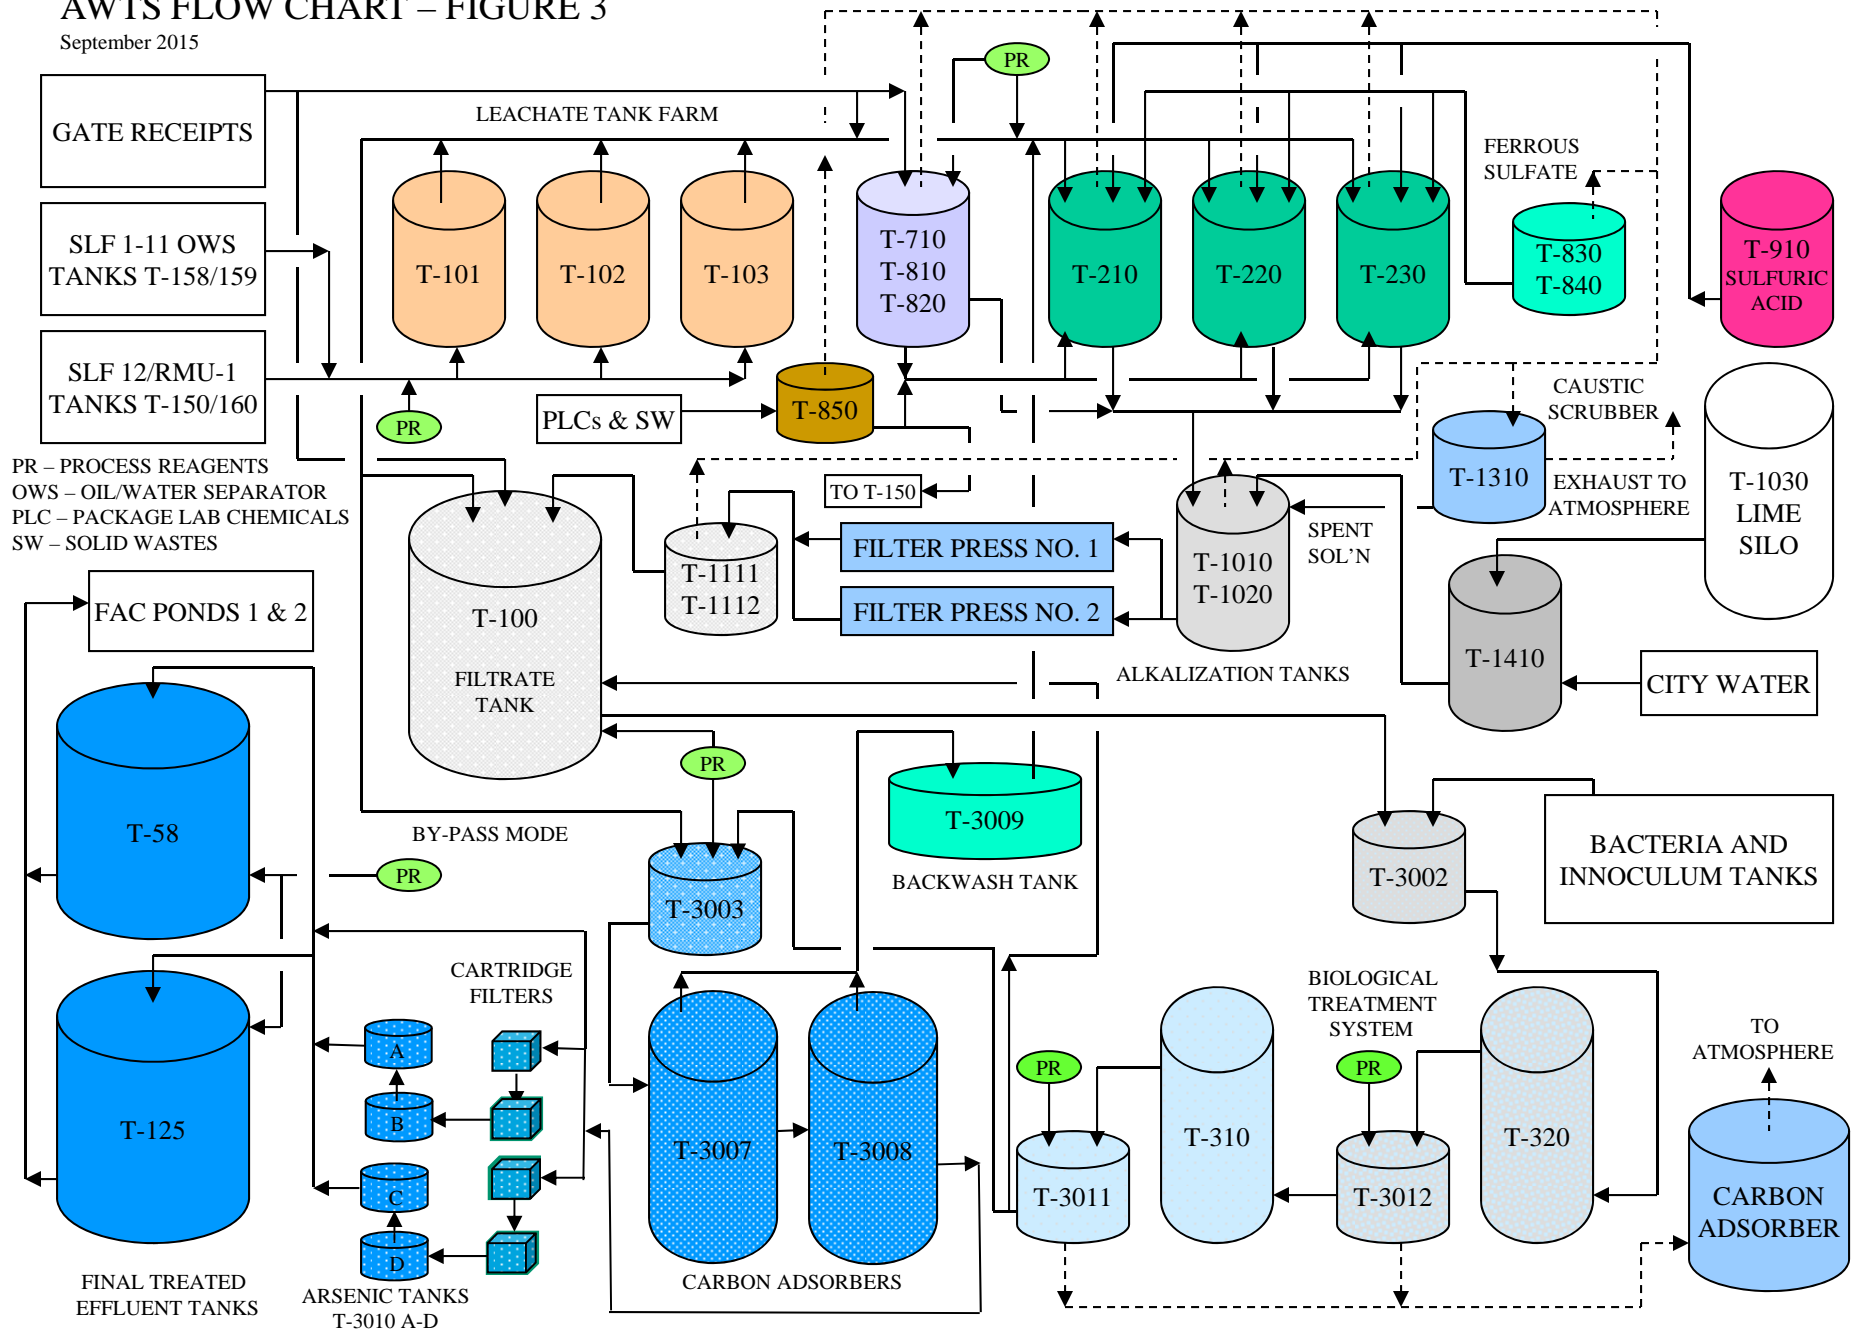 AWTS FLOW CHART – FIGURE 3
September 2015
PR
GATE RECEIPTS
LEACHATE TANK FARM
FERROUS
SULFATE
SLF 1-11 OWS
TANKS T-158/159
T-101
T-102
T-103
T-710
T-810
T-820
T-210
T-220
T-230
T-830
T-840
T-910
SULFURIC
ACID
SLF 12/RMU-1
TANKS T-150/160
PR
PLCs & SW
T-850
CAUSTIC
SCRUBBER
PR – PROCESS REAGENTS
OWS – OIL/WATER SEPARATOR
PLC – PACKAGE LAB CHEMICALS
SW – SOLID WASTES
TO T-150
T-1310
EXHAUST TO
ATMOSPHERE
T-1030
LIME
SILO
SPENT
SOL'N
FILTER PRESS NO. 1
FILTER PRESS NO. 2
T-1111
T-1112
T-1010
T-1020
FAC PONDS 1 & 2
T-100
FILTRATE
TANK
ALKALIZATION TANKS
T-1410
CITY WATER
PR
T-58
BY-PASS MODE
T-3009
BACKWASH TANK
PR
T-3003
T-3002
BACTERIA AND
INNOCULUM TANKS
CARTRIDGE
FILTERS
BIOLOGICAL
TREATMENT
SYSTEM
TO
ATMOSPHERE
A
B
C
D
PR
PR
T-125
T-3007
T-3008
T-3011
T-310
T-3012
T-320
CARBON
ADSORBER
FINAL TREATED
EFFLUENT TANKS
ARSENIC TANKS
T-3010 A-D
CARBON ADSORBERS